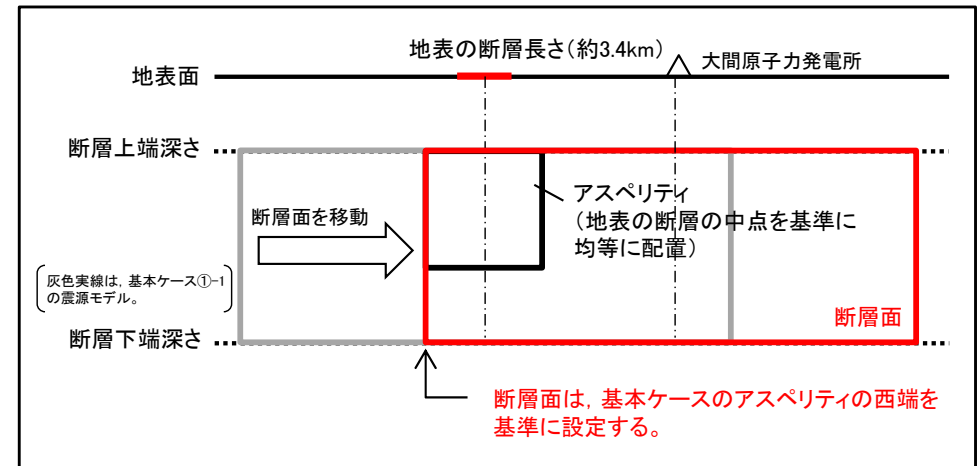 地表の断層長さ(約3.4km)
大間原子力発電所
地表面
断層上端深さ
アスペリティ
(地表の断層の中点を基準に
均等に配置)
断層面を移動
灰色実線は，基本ケース①-1
の震源モデル。
断層面
断層下端深さ
断層面は，基本ケースのアスペリティの西端を
基準に設定する。